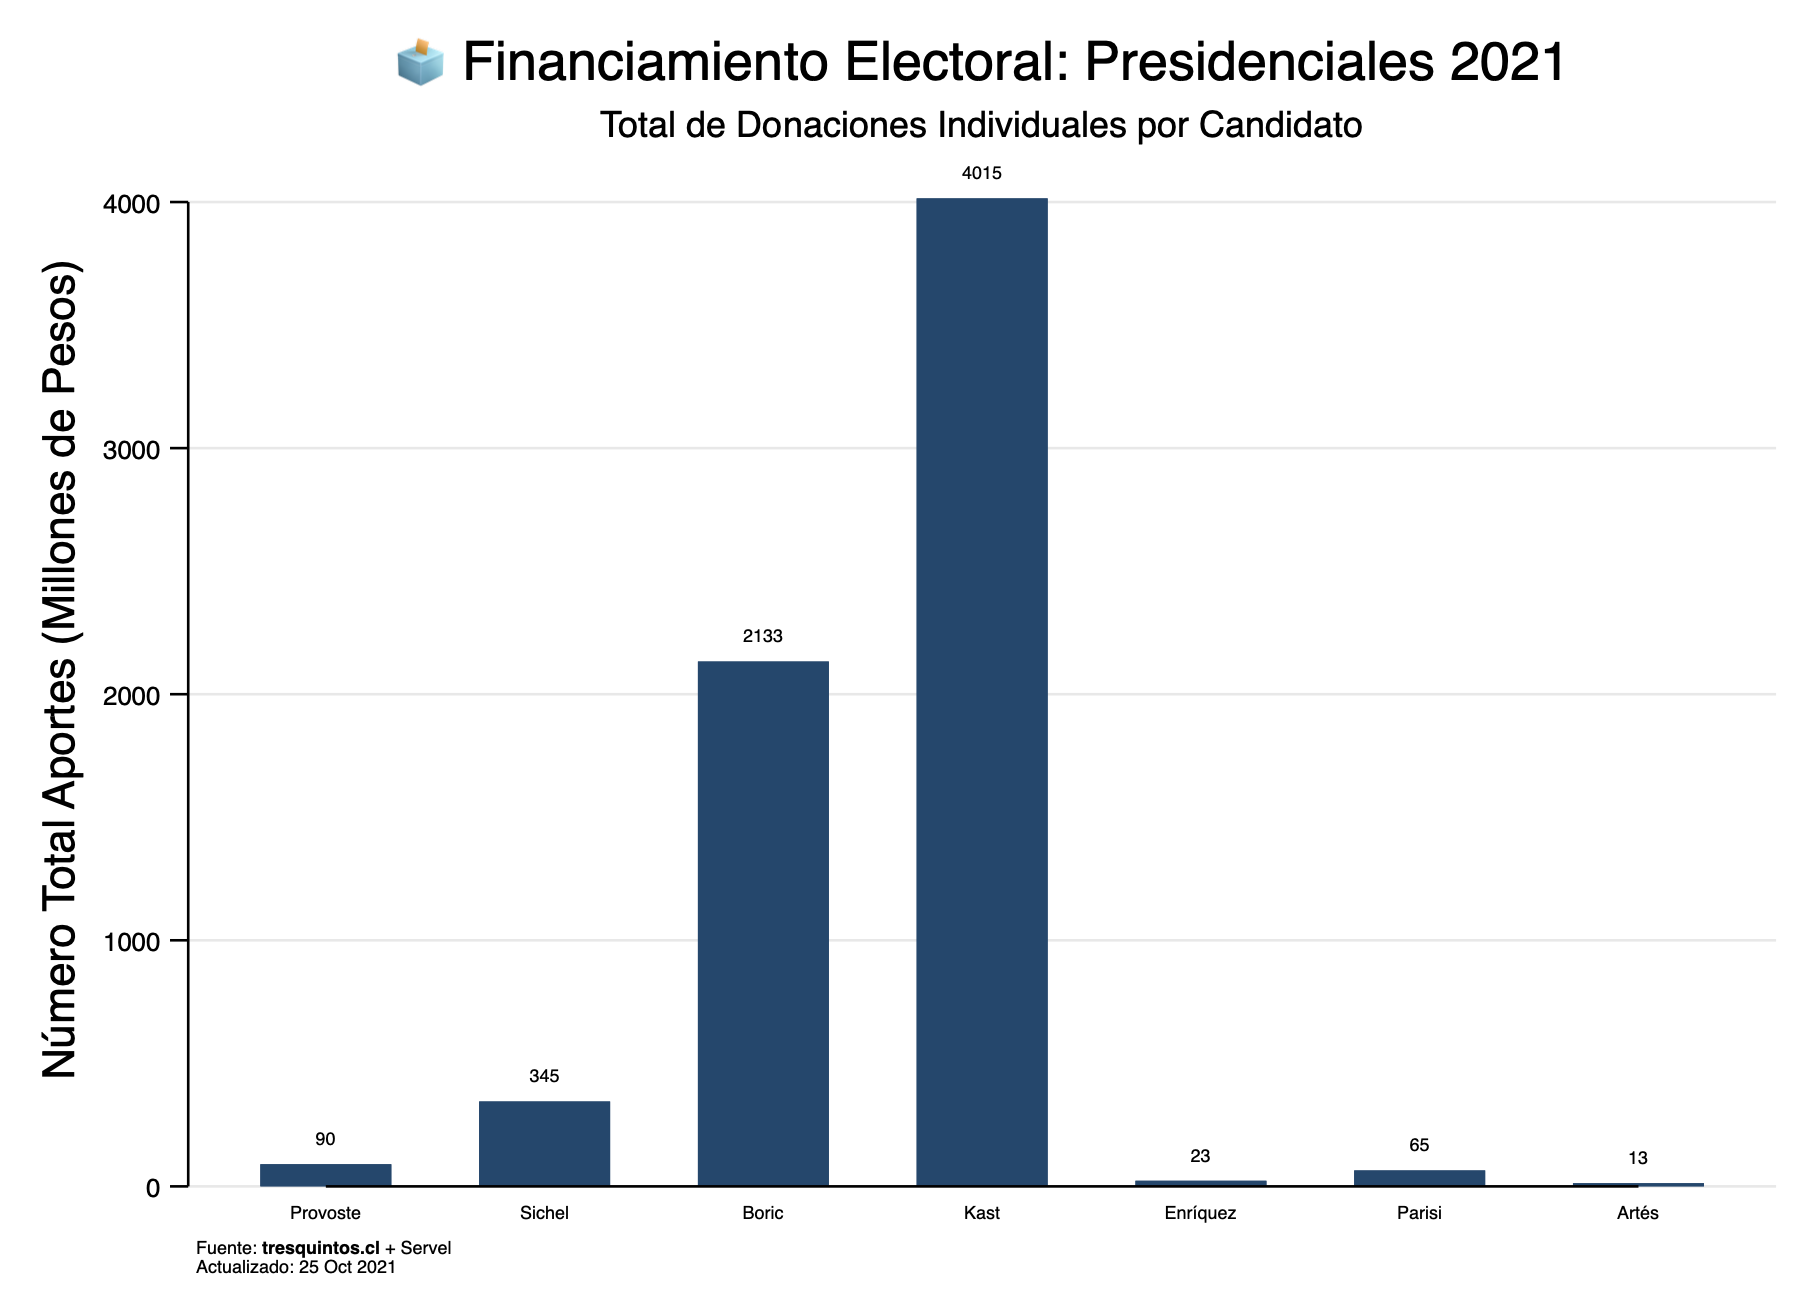 Financiamiento Electoral: Presidenciales 2021
Total de Donaciones Individuales por Candidato
Número Total Aportes (Millones de Pesos)
4000
3000
2000
1000
0
90
345
2133
4015
23
65
13
Provoste
Sichel
Boric
Kast
Enríquez
Parisi
Artés
Fuente: tresquintos.cl + Servel
Actualizado: 25 Oct 2021